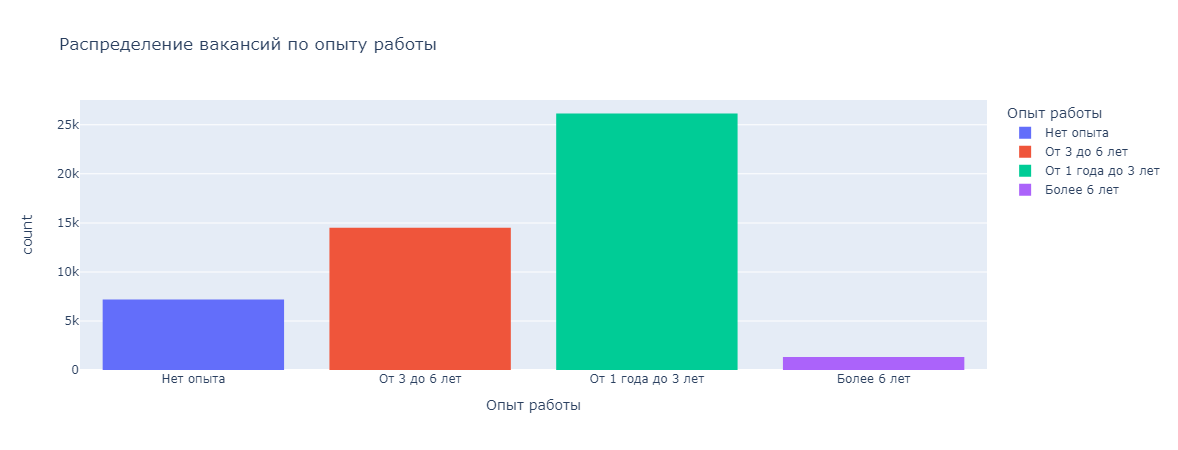 Распределение вакансий по опыту работы
count
25k
20k
15k
10k
5k
0
Нет опыта
От 3 до 6 лет
От 1 года до 3 лет
Более 6 лет
Опыт работы
Опыт работы
Нет опыта
От 3 до 6 лет
От 1 года до 3 лет
Более 6 лет